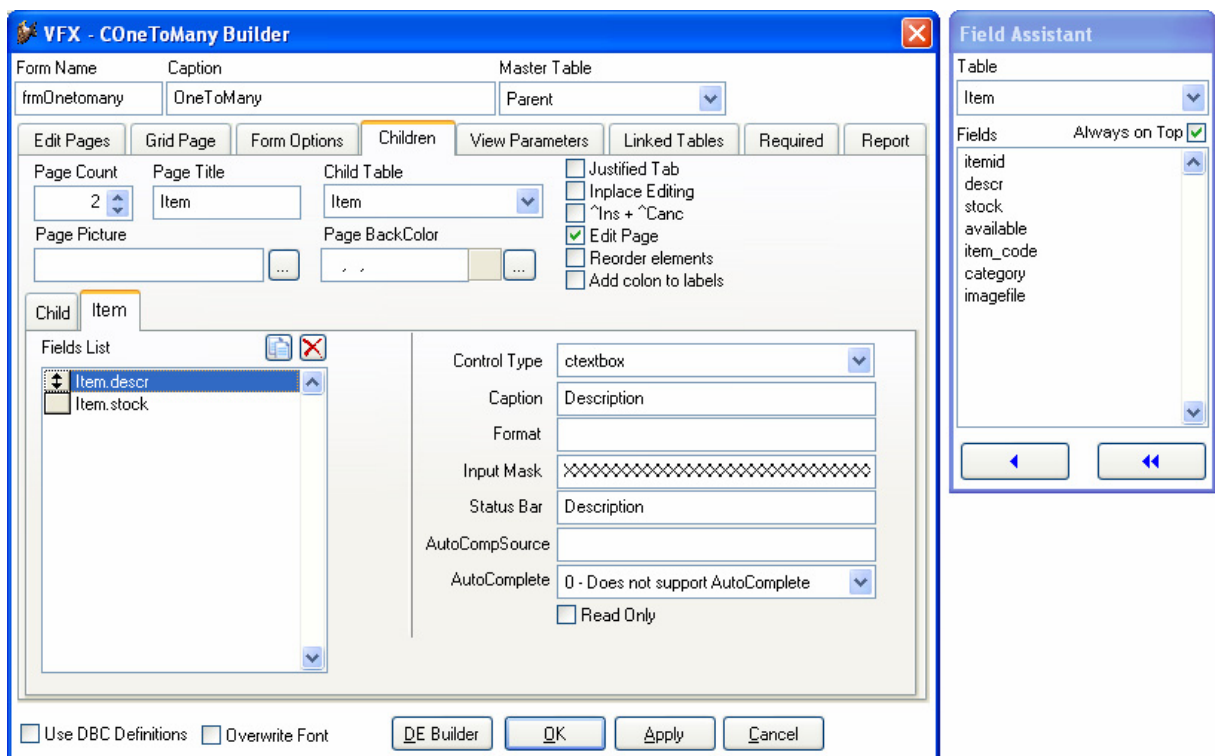 VFX - COneToMany Builder
Form Name Caption Master Table
frmOnetomany OneToMany Parent
Edit Pages Grid Page Form Options Children View Parameters Linked Tables Required Report
Page Count Page Title Child Table
2 Item Item
Justified Tab
Inplace Editing
^Ins + ^Canc
Edit Page
Reorder elements
Add colon to labels
Page Picture Page BackColor
... , , ...
Child Item
Fields List
Item.descr
Item.stock
Control Type ctextbox
Caption Description
Format
Input Mask
Status Bar Description
AutoCompSource
AutoComplete 0 - Does not support AutoComplete
Read Only
Use DBC Definitions Overwrite Font DE Builder OK Apply Cancel
Field Assistant
Table
Item
Fields Always on Top
itemid
descr
stock
available
item_code
category
imagefile